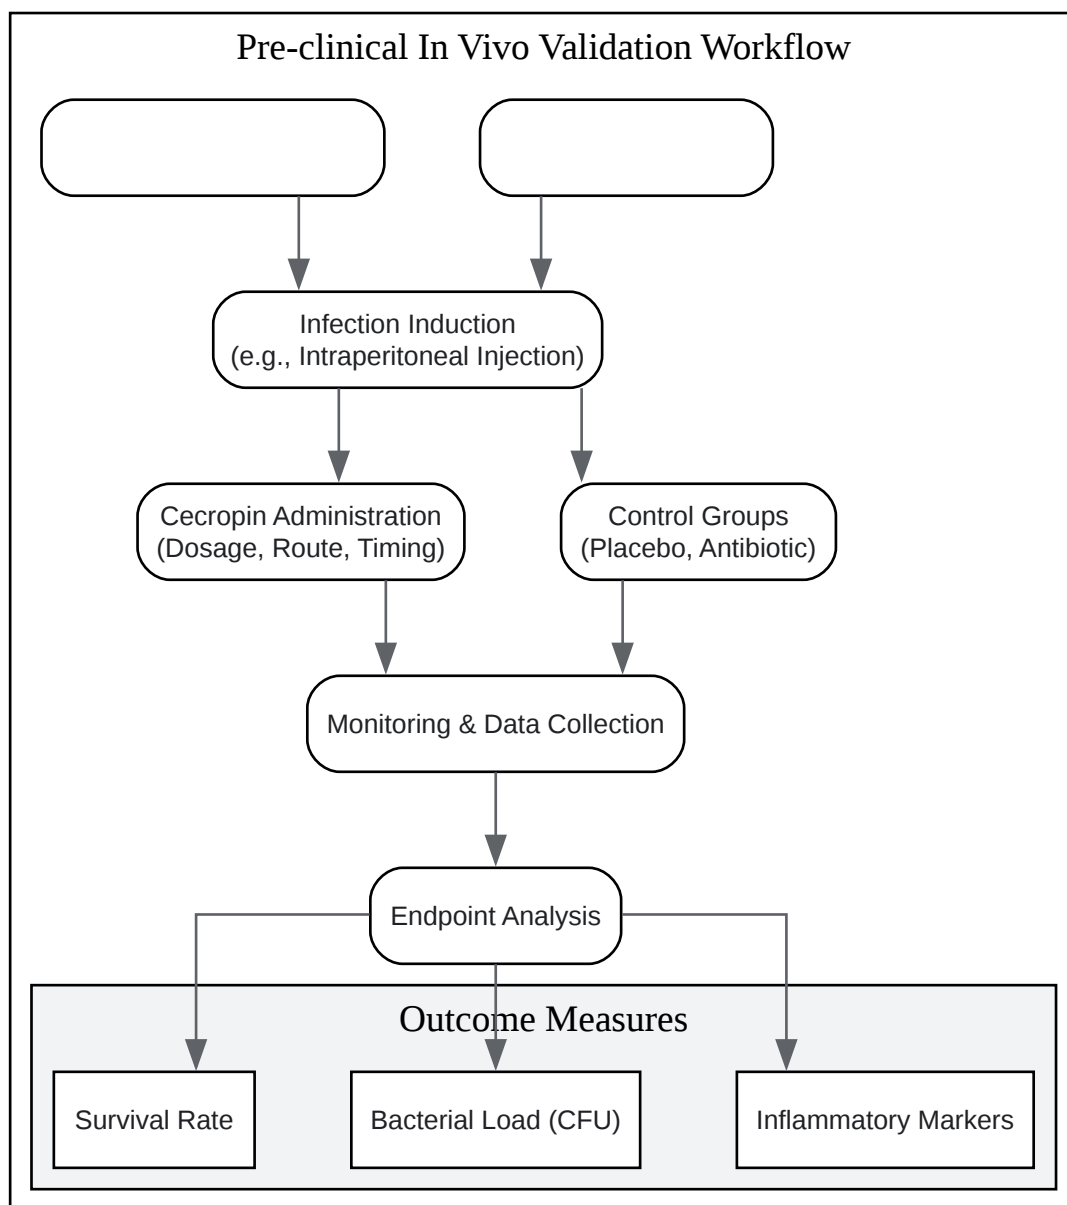 Pre-clinical In Vivo Validation Workflow
Infection Induction
(e.g., Intraperitoneal Injection)
Cecropin Administration
(Dosage, Route, Timing)
Control Groups
(Placebo, Antibiotic)
Monitoring & Data Collection
Endpoint Analysis
Outcome Measures
Survival Rate
Bacterial Load (CFU)
Inflammatory Markers